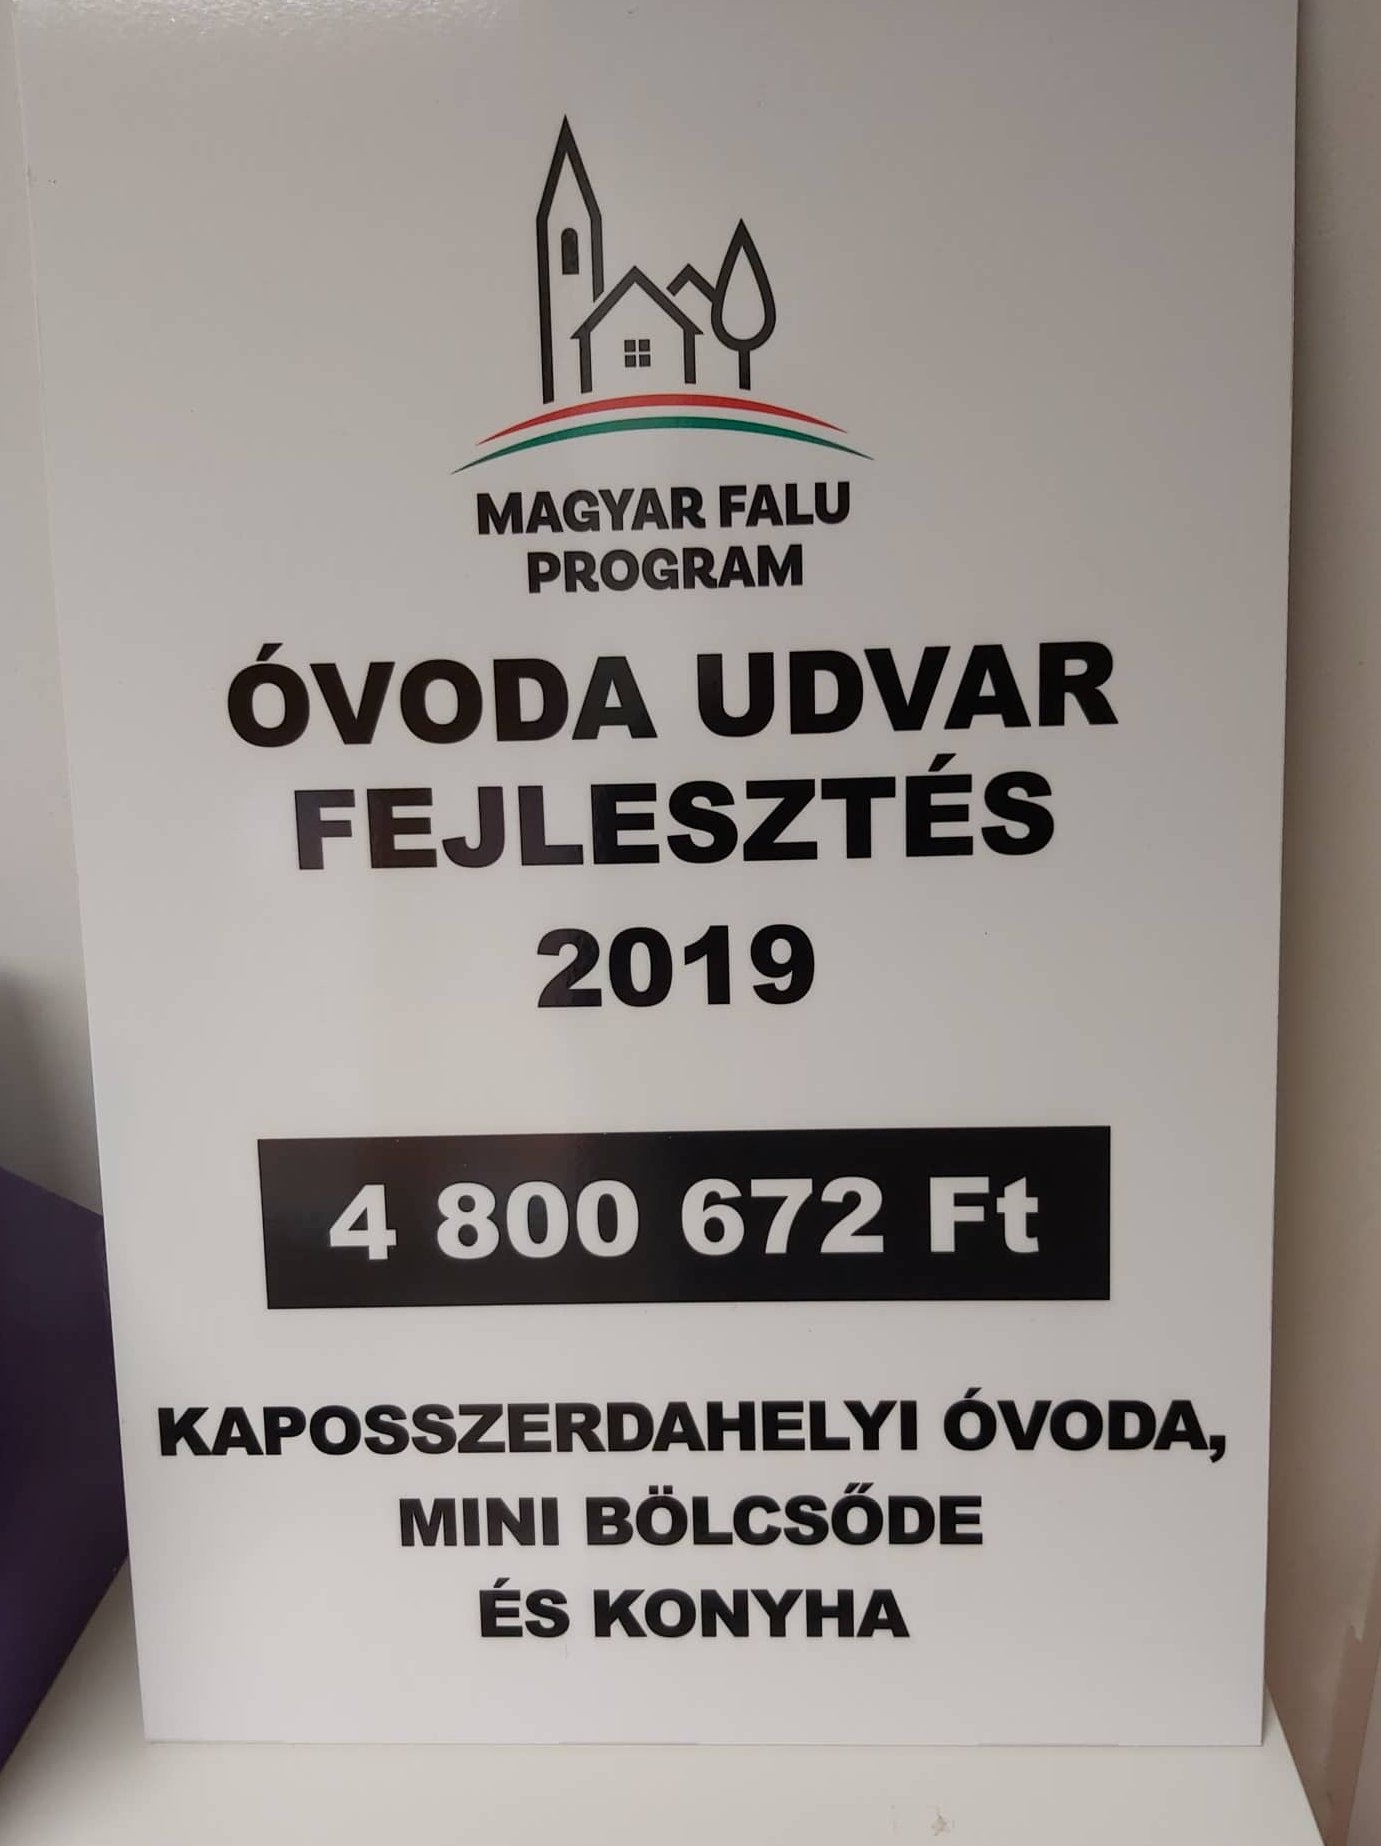 MAGYAR FALU
PROGRAM
ÓVODA UDVAR
FEJLESZTÉS
2019
4 800 672 Ft
KAPOSSZERDAHELYI ÓVODA,
MINI BÖLCSŐDE
ÉS KONYHA